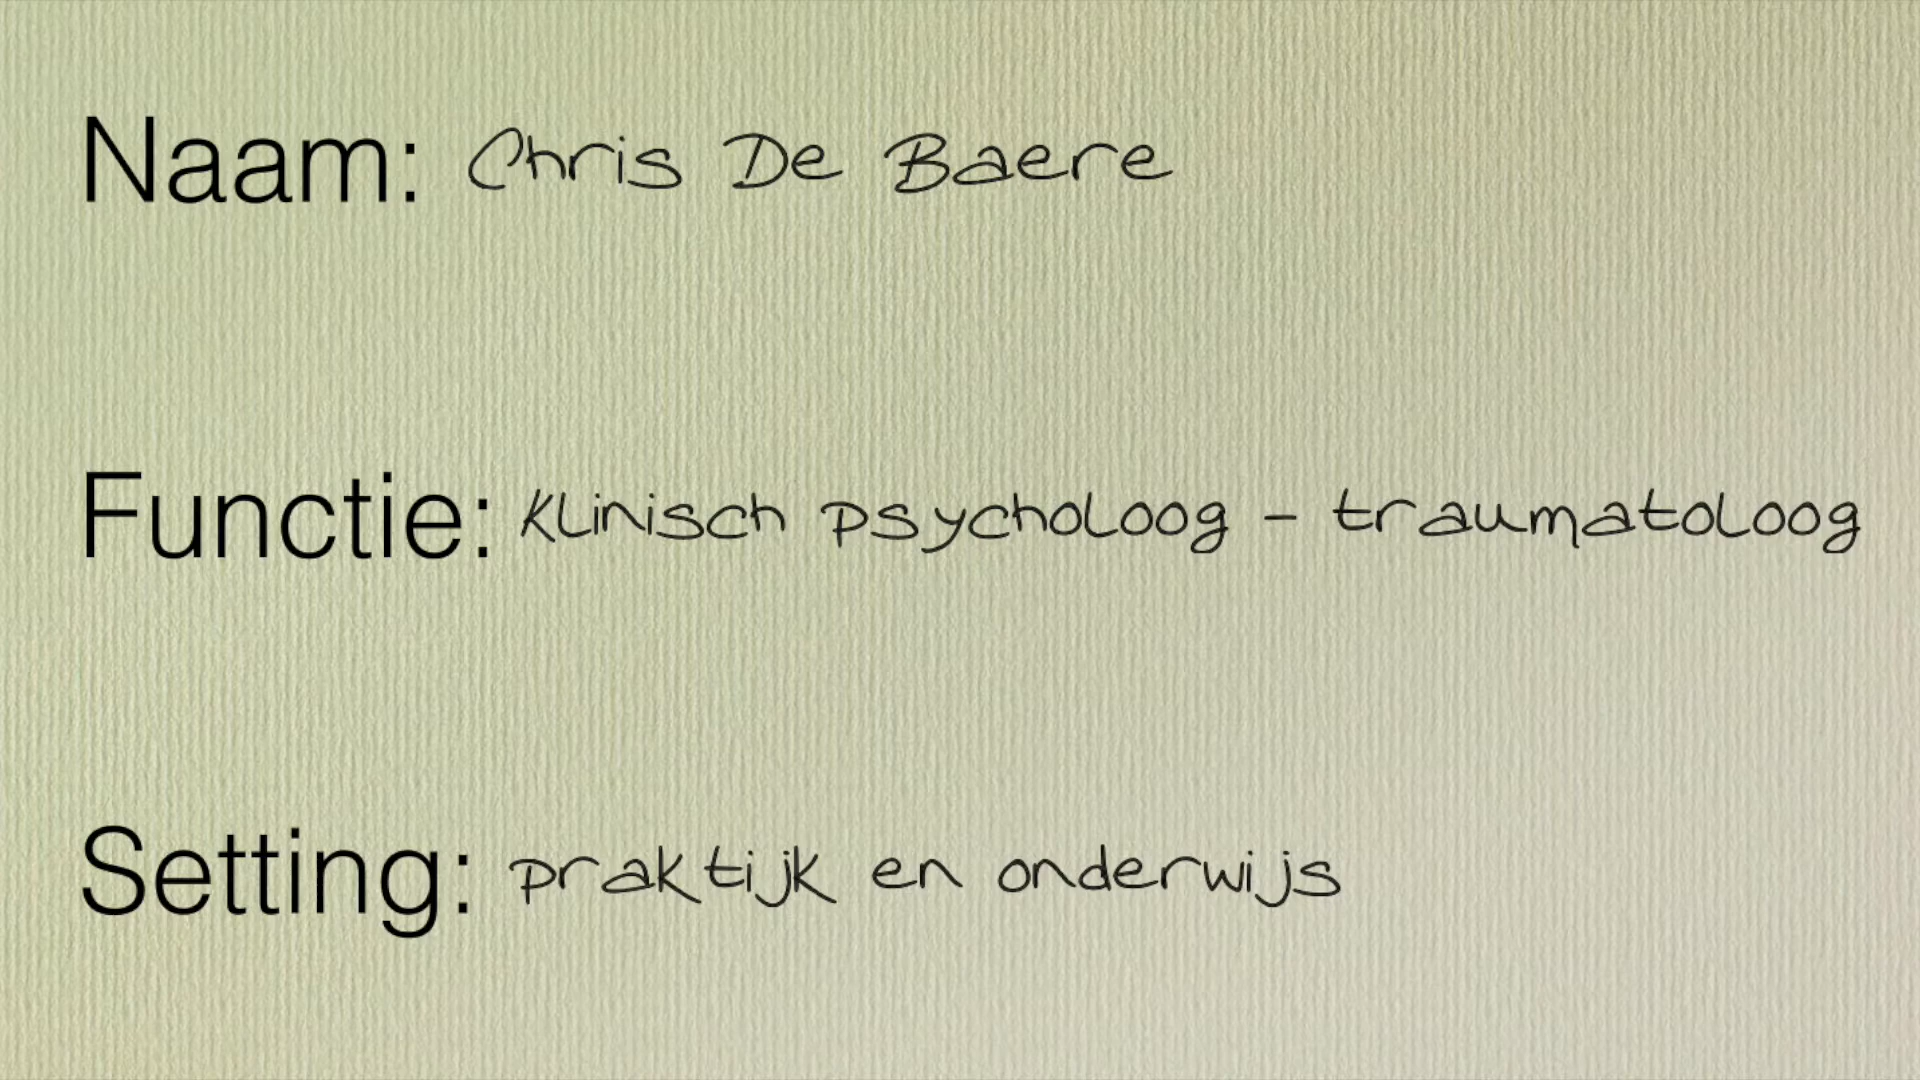 Naam: Chris De Baere
Functie: klinisch psycholoog - traumatoloog
Setting: praktijk en onderwijs